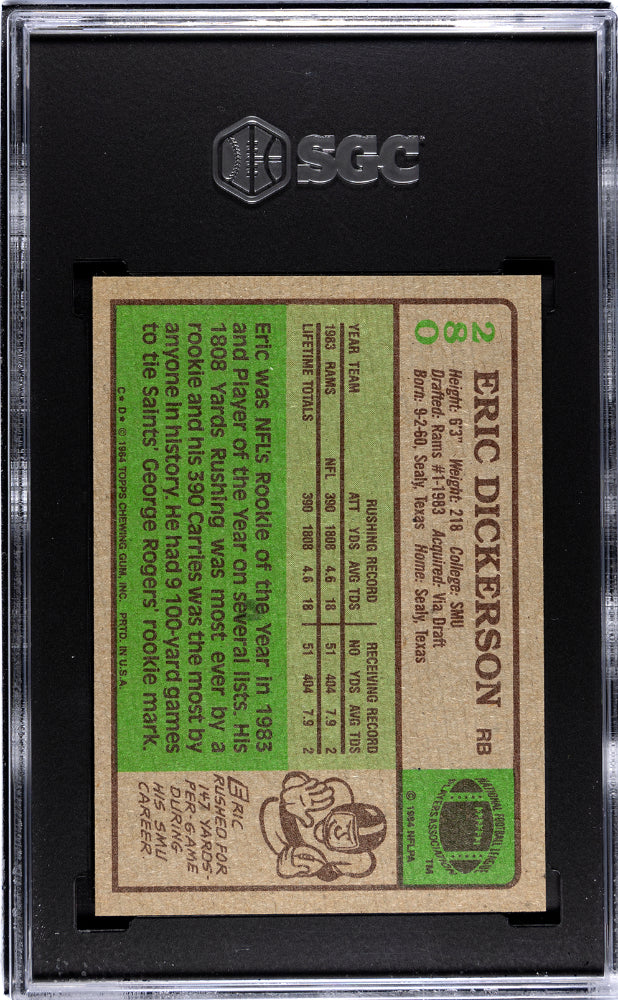 SGC
280
ERIC DICKERSON RB
Height: 6'3" Weight: 218 College: SMU
Drafted: Rams #1-1983 Acquired: Via Draft
Born: 9-2-60, Sealy, Texas Home: Sealy, Texas
NATIONAL FOOTBALL LEAGUE
PLAYERS ASSOCIATION
TM
© 1984 NFLPA
RUSHING RECORD RECEIVING RECORD
YEAR TEAM ATT YDS AVG TDS NO YDS AVG TDS
1983 RAMS NFL 390 1808 4.6 18 51 404 7.9 2
LIFETIME TOTALS 390 1808 4.6 18 51 404 7.9 2
Eric was NFL's Rookie of the Year in 1983
and Player of the Year on several lists. His
1808 Yards Rushing was most ever by a
rookie and his 390 Carries was the most by
anyone in history. He had 9 100-yard games
to tie Saints' George Rogers' rookie mark.
ERIC
RUSHED FOR
147 YARDS-
PER-GAME
DURING
HIS SMU
CAREER.
C* D* © 1984 TOPPS CHEWING GUM, INC. PRTD. IN U.S.A.